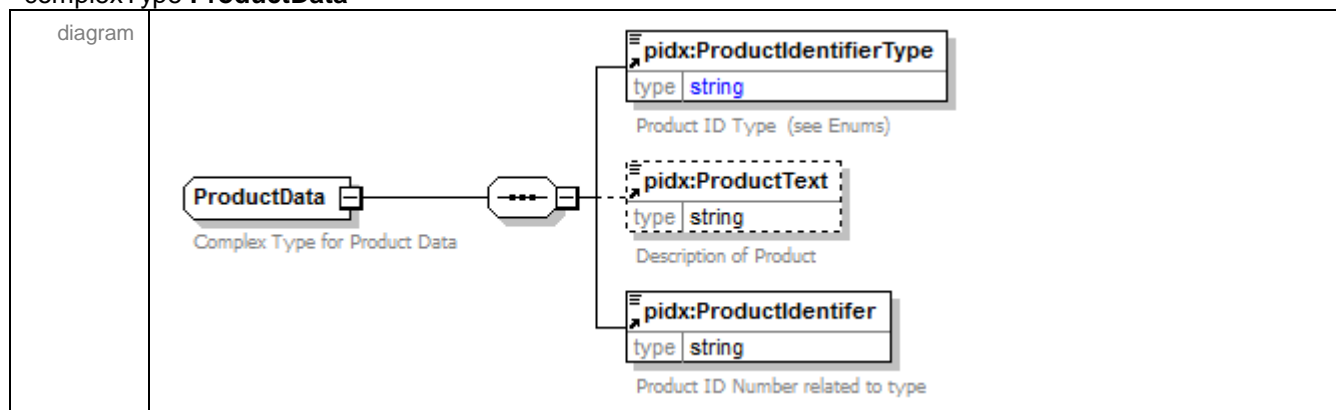 complexType ProductData
diagram
pidx:ProductIdentifierType
type string
Product ID Type (see Enums)
ProductData
Complex Type for Product Data
pidx:ProductText
type string
Description of Product
pidx:ProductIdentifer
type string
Product ID Number related to type